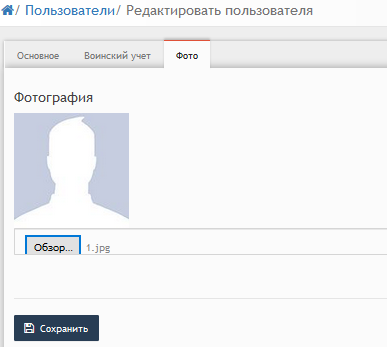 / Пользователи/ Редактировать пользователя
Основное Воинский учет Фото
Фотография
Обзор... 1.jpg
Сохранить